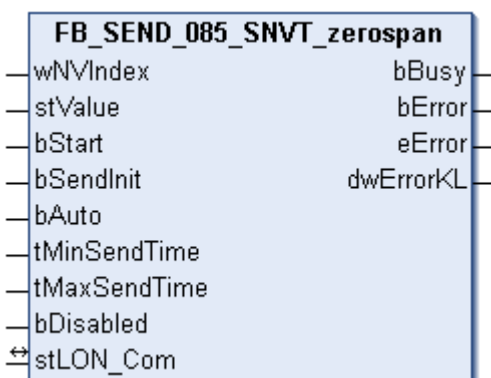 FB_SEND_085_SNVT_zerospan
wNVIndex bBusy
stValue bError
bStart eError
bSendInit dwErrorKL
bAuto
tMinSendTime
tMaxSendTime
bDisabled
stLON_Com